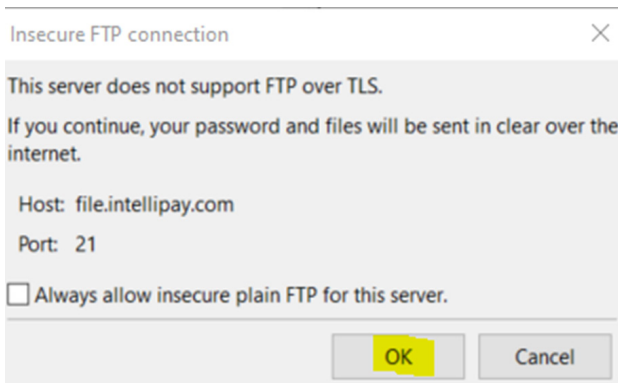 Insecure FTP connection
This server does not support FTP over TLS.
If you continue, your password and files will be sent in clear over the
internet.
Host: file.intellipay.com
Port: 21
Always allow insecure plain FTP for this server.
OK Cancel